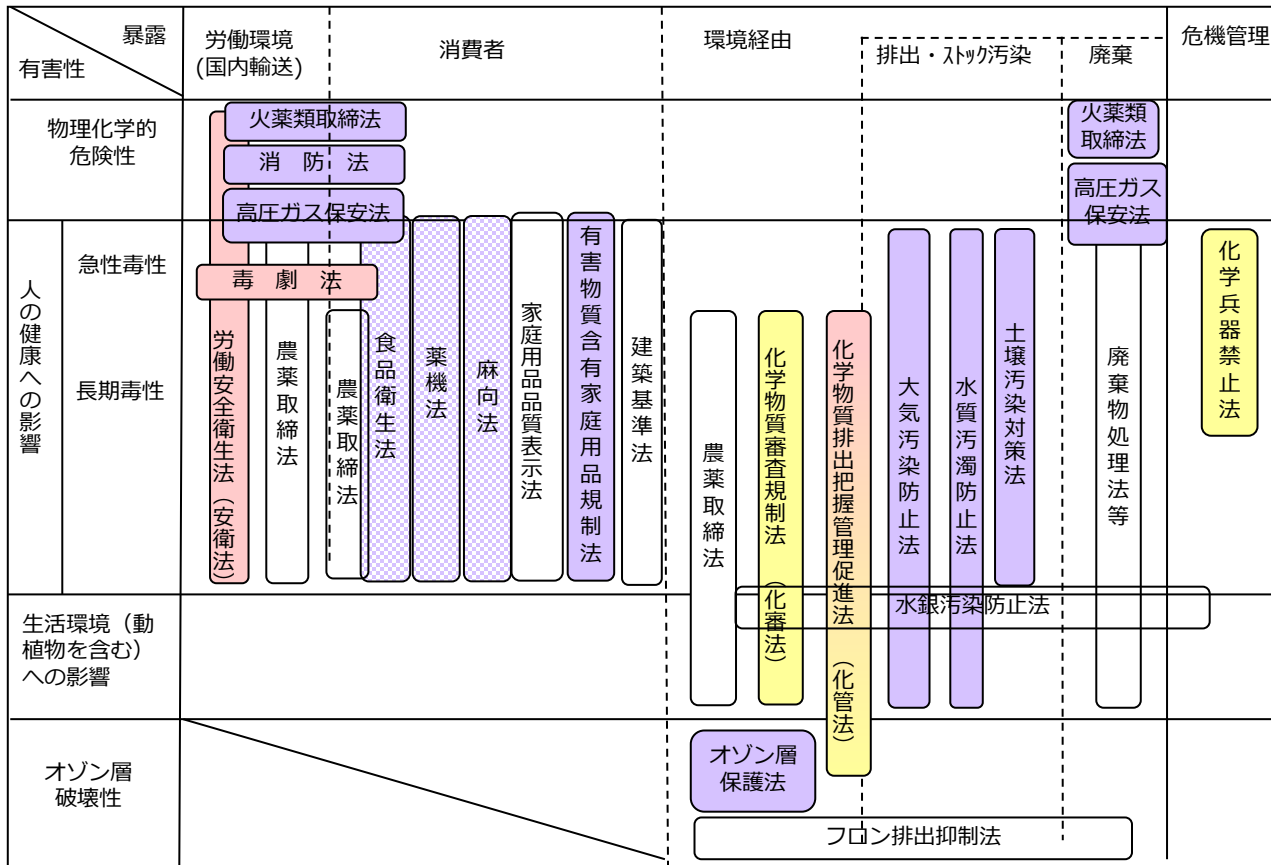 暴露
有害性
労働環境
(国内輸送)
消費者
環境経由
排出・ｽﾄｯｸ汚染
廃棄
危機管理
物理化学的
危険性
火薬類取締法
消　防　法
高圧ガス保安法
火薬類
取締法
高圧ガス
保安法
人の健康への影響
急性毒性
長期毒性
毒　劇　法
労働安全衛生法（安衛法）
農薬取締法
農薬取締法
食品衛生法
薬機法
麻向法
家庭用品品質表示法
有害物質含有家庭用品規制法
建築基準法
農薬取締法
化学物質審査規制法（化審法）
化学物質排出把握管理促進法（化管法）
大気汚染防止法
水質汚濁防止法
土壌汚染対策法
廃棄物処理法等
化学兵器禁止法
水銀汚染防止法
生活環境（動
植物を含む）
への影響
オゾン層
破壊性
オゾン層
保護法
フロン排出抑制法